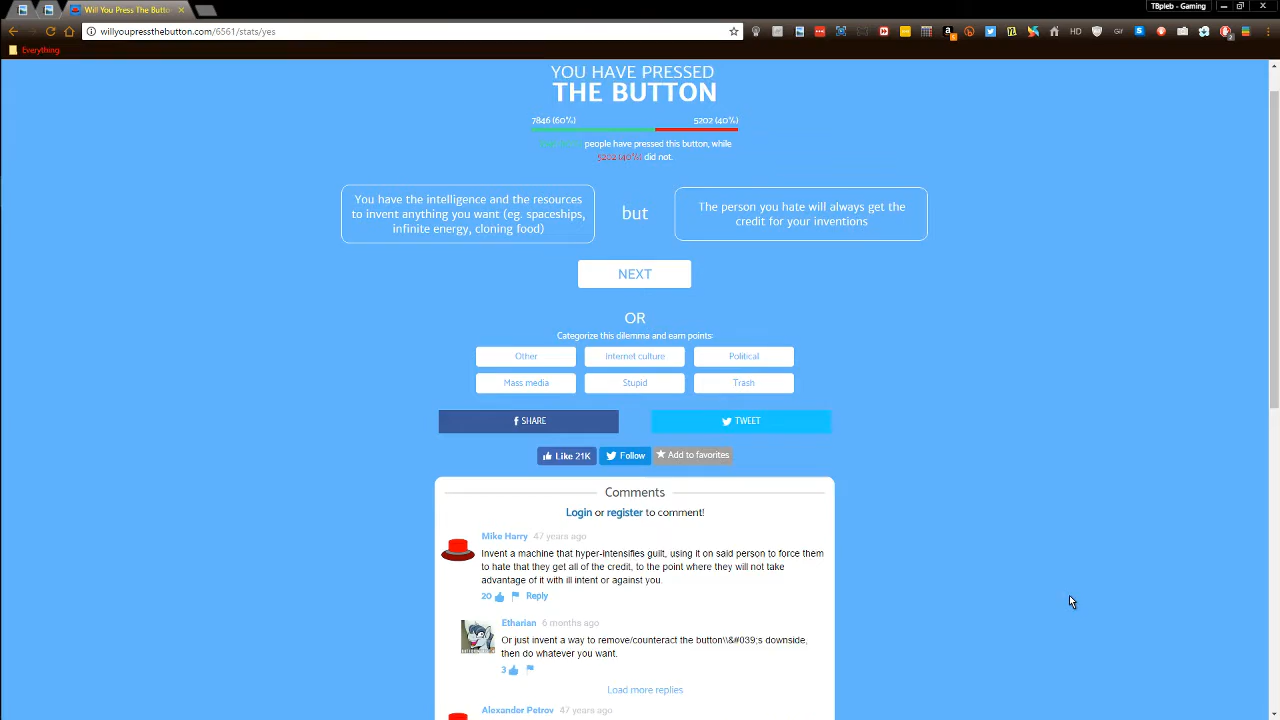 Will You Press The Butto
TBpleb - Gaming
willyoupressthebutton.com/6561/stats/yes
Everything
YOU HAVE PRESSED
THE BUTTON
7846 (60%) 5202 (40%)
people have pressed this button, while
5202 (40%) did not.
You have the intelligence and the resources
to invent anything you want (eg. spaceships,
infinite energy, cloning food)
but
The person you hate will always get the
credit for your inventions
NEXT
OR
Categorize this dilemma and earn points:
Other Internet culture Political
Mass media Stupid Trash
SHARE TWEET
Like 21K Follow Add to favorites
Comments
Login or register to comment!
Mike Harry 47 years ago
Invent a machine that hyper-intensifies guilt, using it on said person to force them
to hate that they get all of the credit, to the point where they will not take
advantage of it with ill intent or against you.
20 Reply
Etharian 6 months ago
Or just invent a way to remove/counteract the button\\&#039;s downside,
then do whatever you want.
3
Load more replies
Alexander Petrov 47 years ago